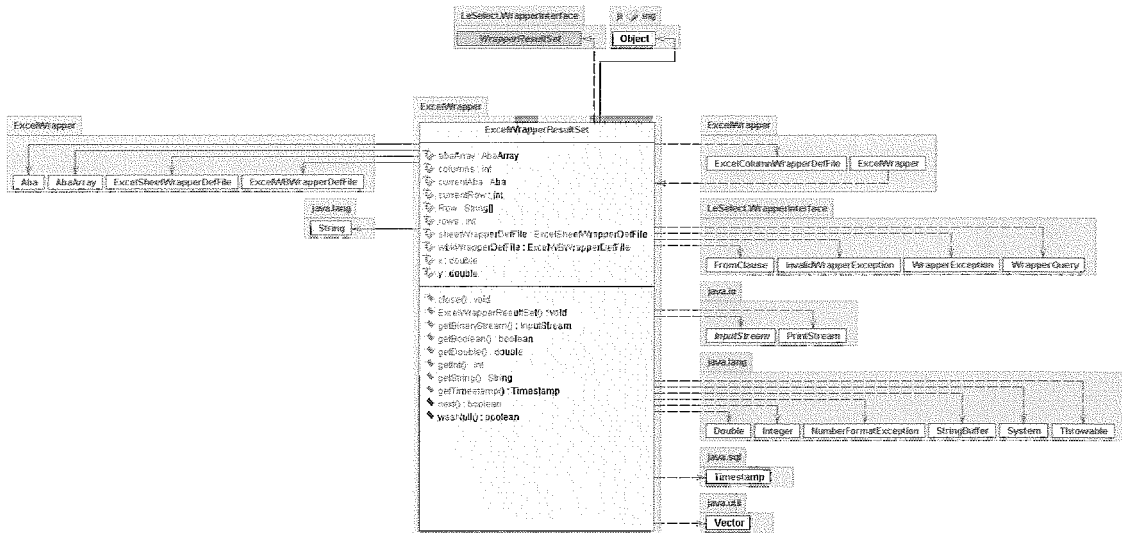 LeSelect.WrapperInterface
WrapperResultSet
Object
ExcelWrapper
ExcelWrapperResultSet
abaArray : AbaArray
columns : int
currentAba : Aba
currentRow : int
Row : String[]
rows : int
sheetWrapperDefFile : ExcelSheetWrapperDefFile
wbWrapperDefFile : ExcelWBWrapperDefFile
x : double
y : double
close() : void
ExcelWrapperResultSet() : void
getBinaryStream() : InputStream
getBoolean() : boolean
getDouble() : double
getInt() : int
getString() : String
getTimestamp() : Timestamp
next() : boolean
wasNull() : boolean
ExcelWrapper
Aba
AbaArray
ExcelSheetWrapperDefFile
ExcelWBWrapperDefFile
java.lang
String
ExcelWrapper
ExcelColumnWrapperDefFile
ExcelWrapper
LeSelect.WrapperInterface
FromClause
InvalidWrapperException
WrapperException
WrapperQuery
java.io
InputStream
PrintStream
java.lang
Double
Integer
NumberFormatException
StringBuffer
System
Throwable
java.sql
Timestamp
java.util
Vector